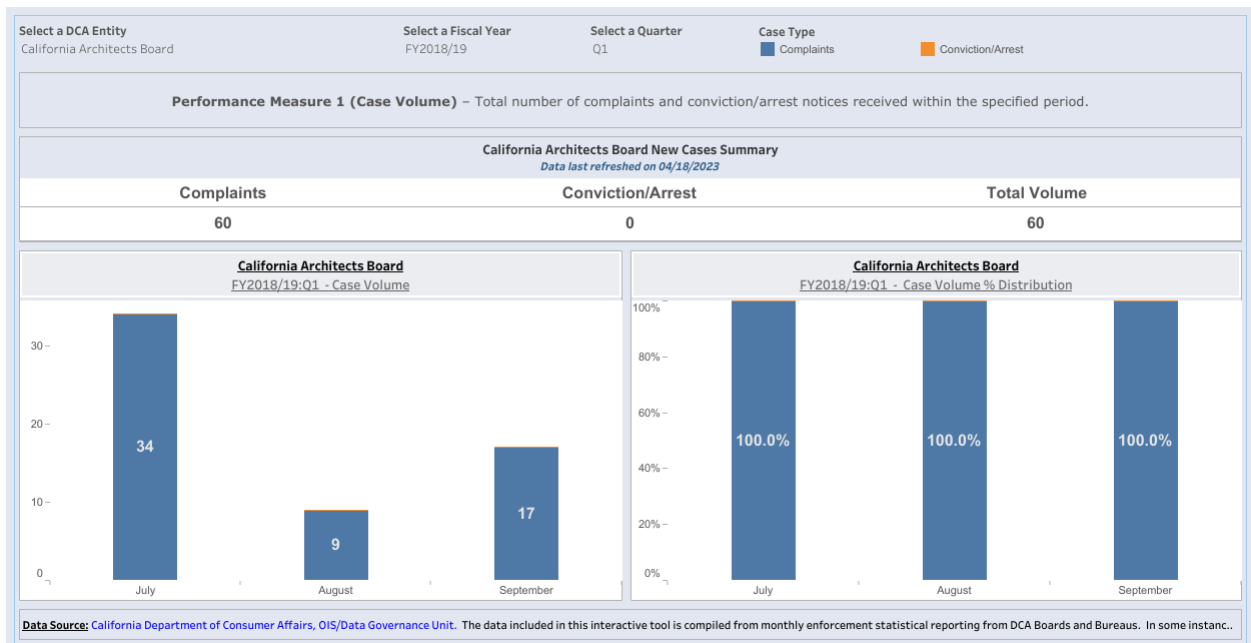 Select a DCA Entity Select a Fiscal Year Select a Quarter Case Type
California Architects Board FY2018/19 Q1 Complaints Conviction/Arrest
Performance Measure 1 (Case Volume) – Total number of complaints and conviction/arrest notices received within the specified period.
California Architects Board New Cases Summary
Data last refreshed on 04/18/2023
Complaints Conviction/Arrest Total Volume
60 0 60
California Architects Board
FY2018/19:Q1 - Case Volume
30
20
10
0
34
9
17
July August September
California Architects Board
FY2018/19:Q1 - Case Volume % Distribution
100%
80%
60%
40%
20%
0%
100.0% 100.0% 100.0%
July August September
Data Source: California Department of Consumer Affairs, OIS/Data Governance Unit. The data included in this interactive tool is compiled from monthly enforcement statistical reporting from DCA Boards and Bureaus. In some instanc..